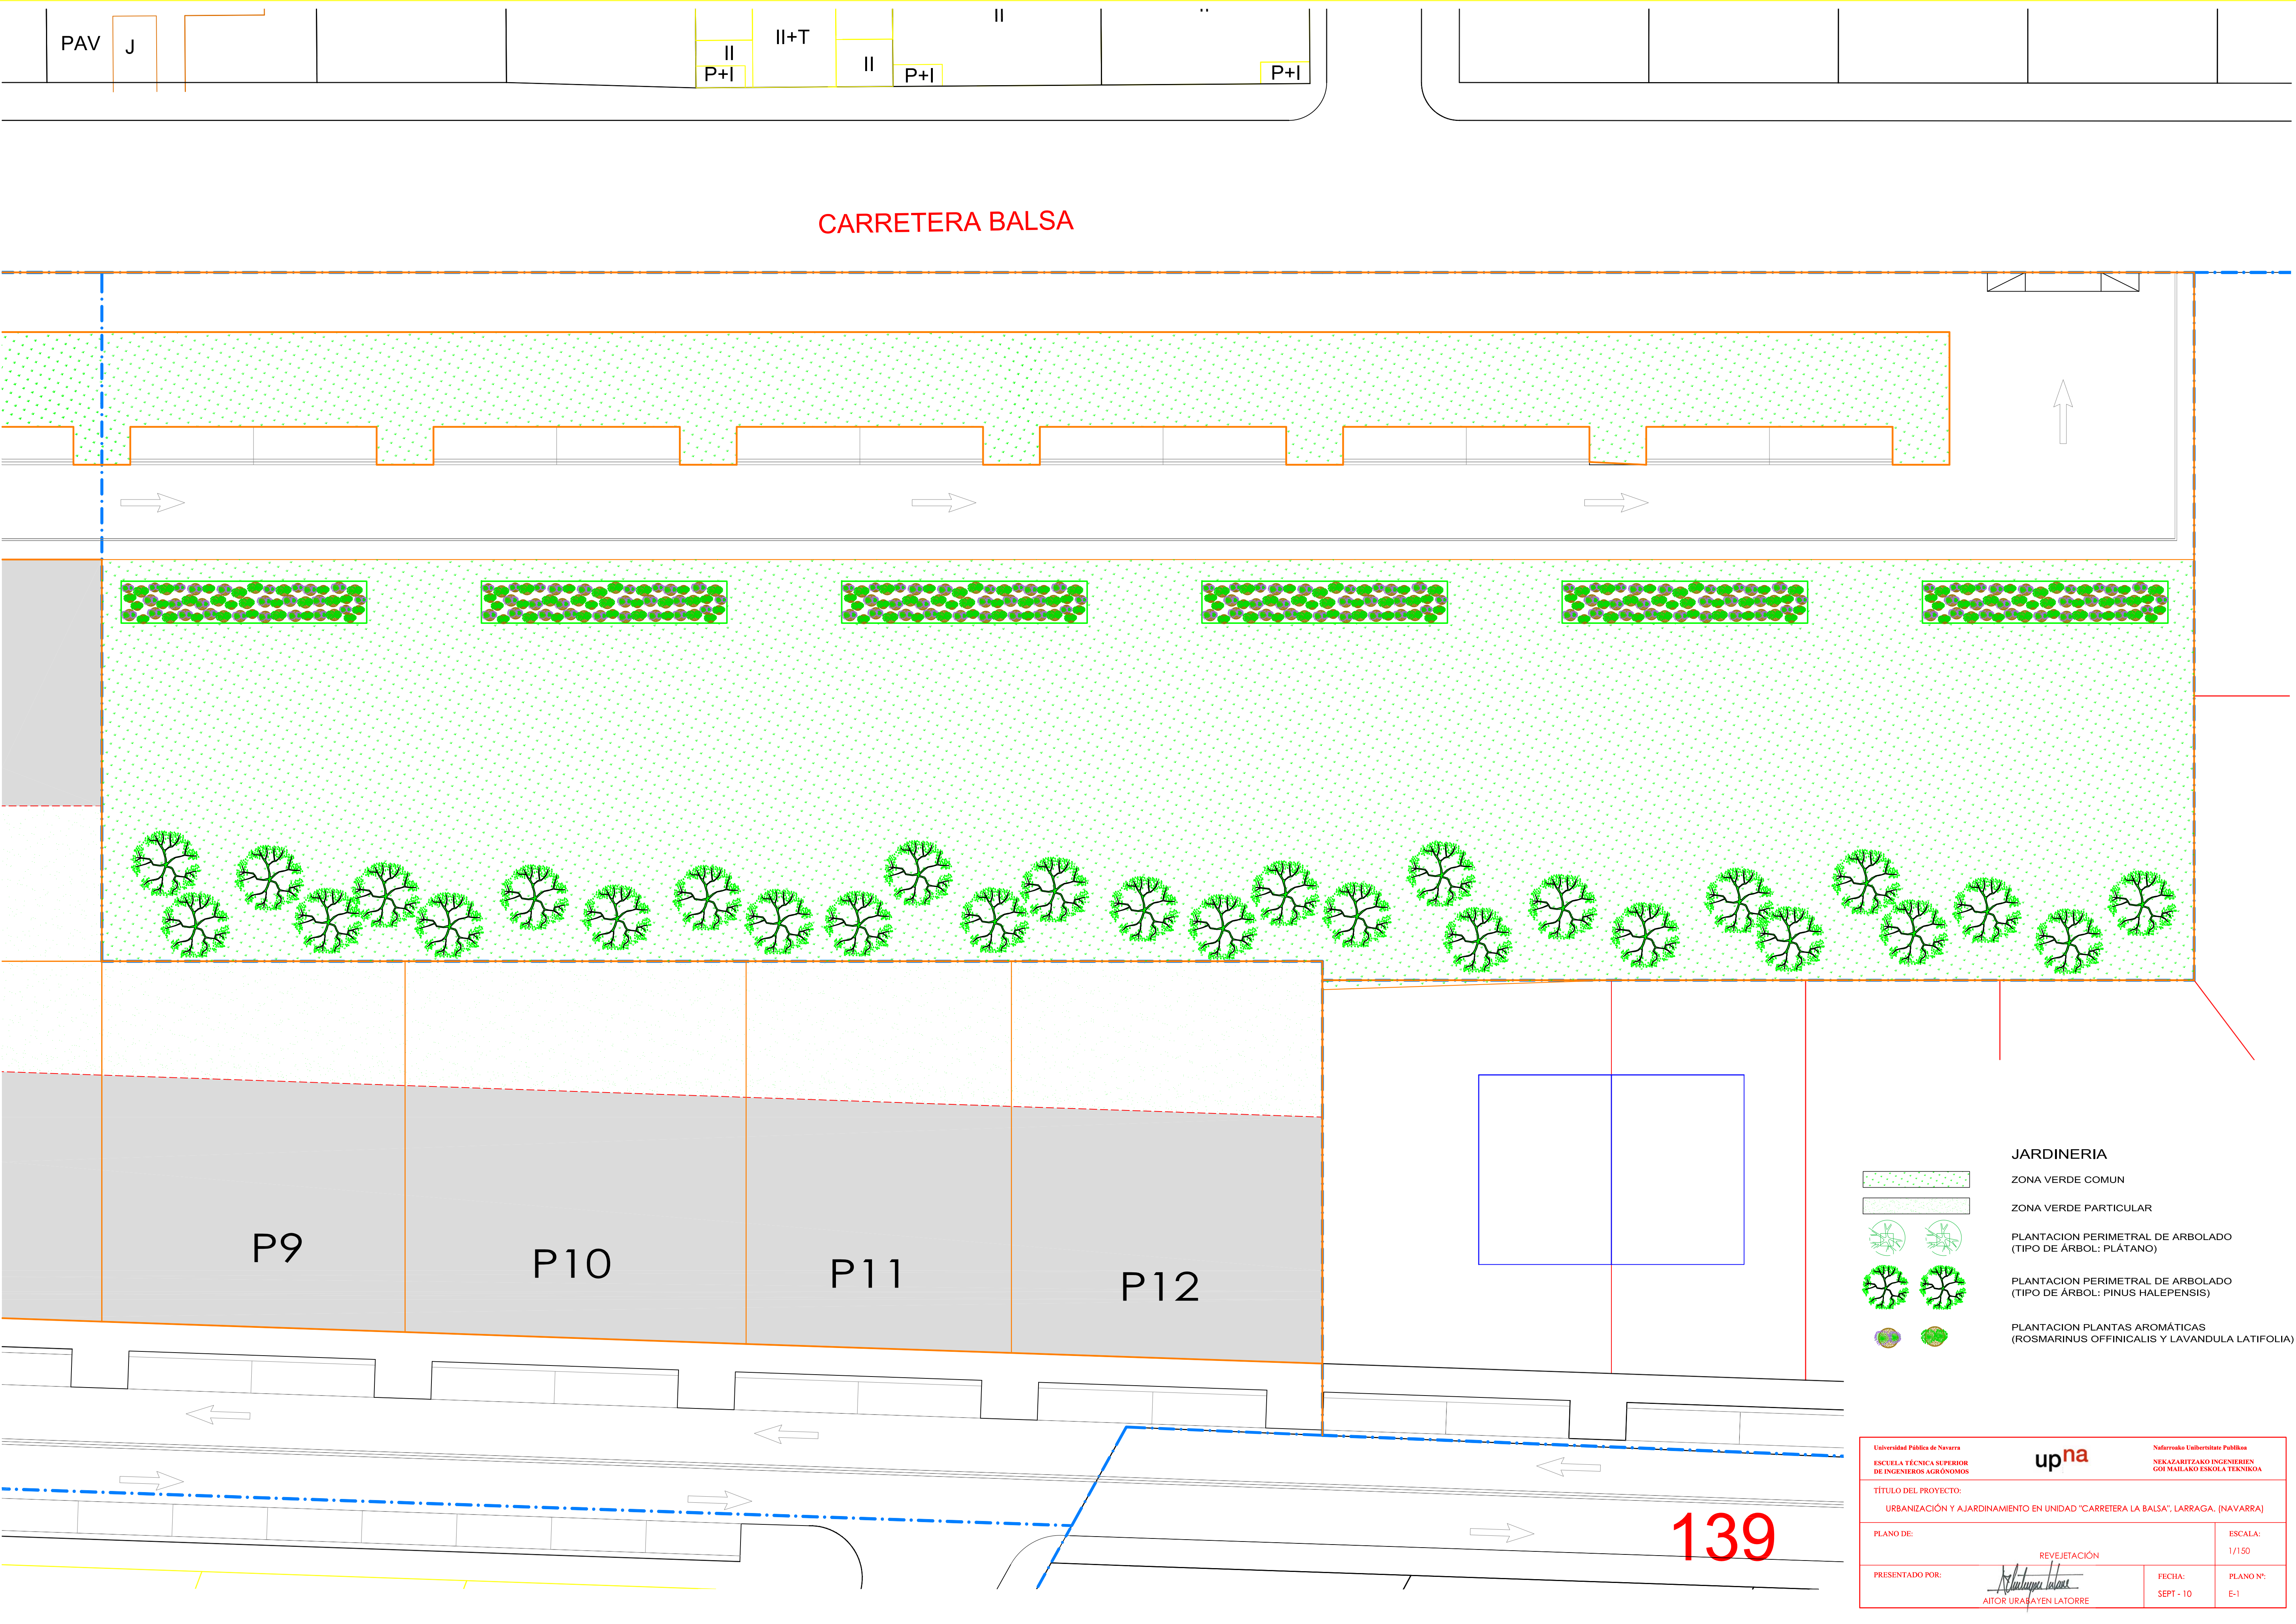 PAV
J
II
P+I
II+T
II
P+I
II
II
P+I
CARRETERA BALSA
P9
P10
P11
P12
139
JARDINERIA
ZONA VERDE COMUN
ZONA VERDE PARTICULAR
PLANTACION PERIMETRAL DE ARBOLADO
(TIPO DE ÁRBOL: PLÁTANO)
PLANTACION PERIMETRAL DE ARBOLADO
(TIPO DE ÁRBOL: PINUS HALEPENSIS)
PLANTACION PLANTAS AROMÁTICAS
(ROSMARINUS OFFINICALIS Y LAVANDULA LATIFOLIA)
Universidad Pública de Navarra
ESCUELA TÉCNICA SUPERIOR
DE INGENIEROS AGRÓNOMOS
upna
Nafarroako Unibertsitate Publikoa
NEKAZARITZAKO INGENIERIEN
GOI MAILAKO ESKOLA TEKNIKOA
TÍTULO DEL PROYECTO:
URBANIZACIÓN Y AJARDINAMIENTO EN UNIDAD "CARRETERA LA BALSA", LARRAGA, (NAVARRA)
PLANO DE:
REVEJETACIÓN
ESCALA:
1/150
PRESENTADO POR:
AITOR URABAYEN LATORRE
FECHA:
SEPT - 10
PLANO Nº:
E-1